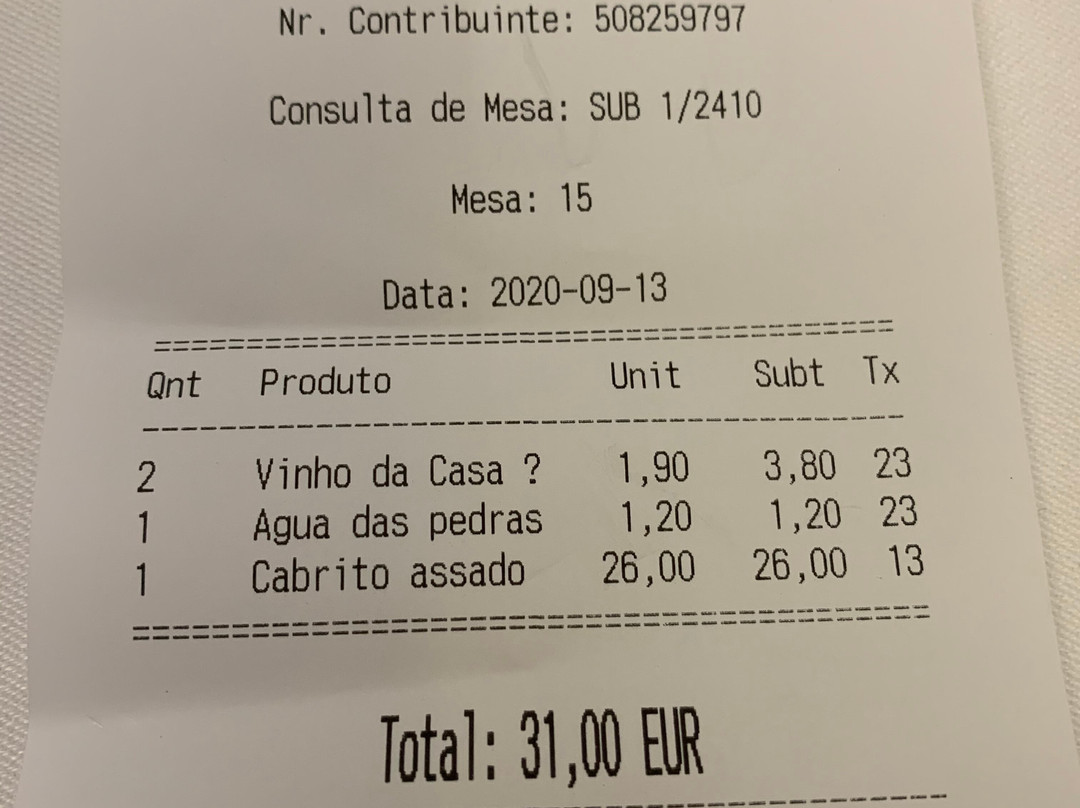 Nr. Contribuinte: 508259797
Consulta de Mesa: SUB 1/2410
Mesa: 15
Data: 2020-09-13
==========================================
Qnt Produto Unit Subt Tx
------------------------------------------
2 Vinho da Casa ? 1,90 3,80 23
1 Agua das pedras 1,20 1,20 23
1 Cabrito assado 26,00 26,00 13
==========================================
Total: 31,00 EUR
------------------------------------------